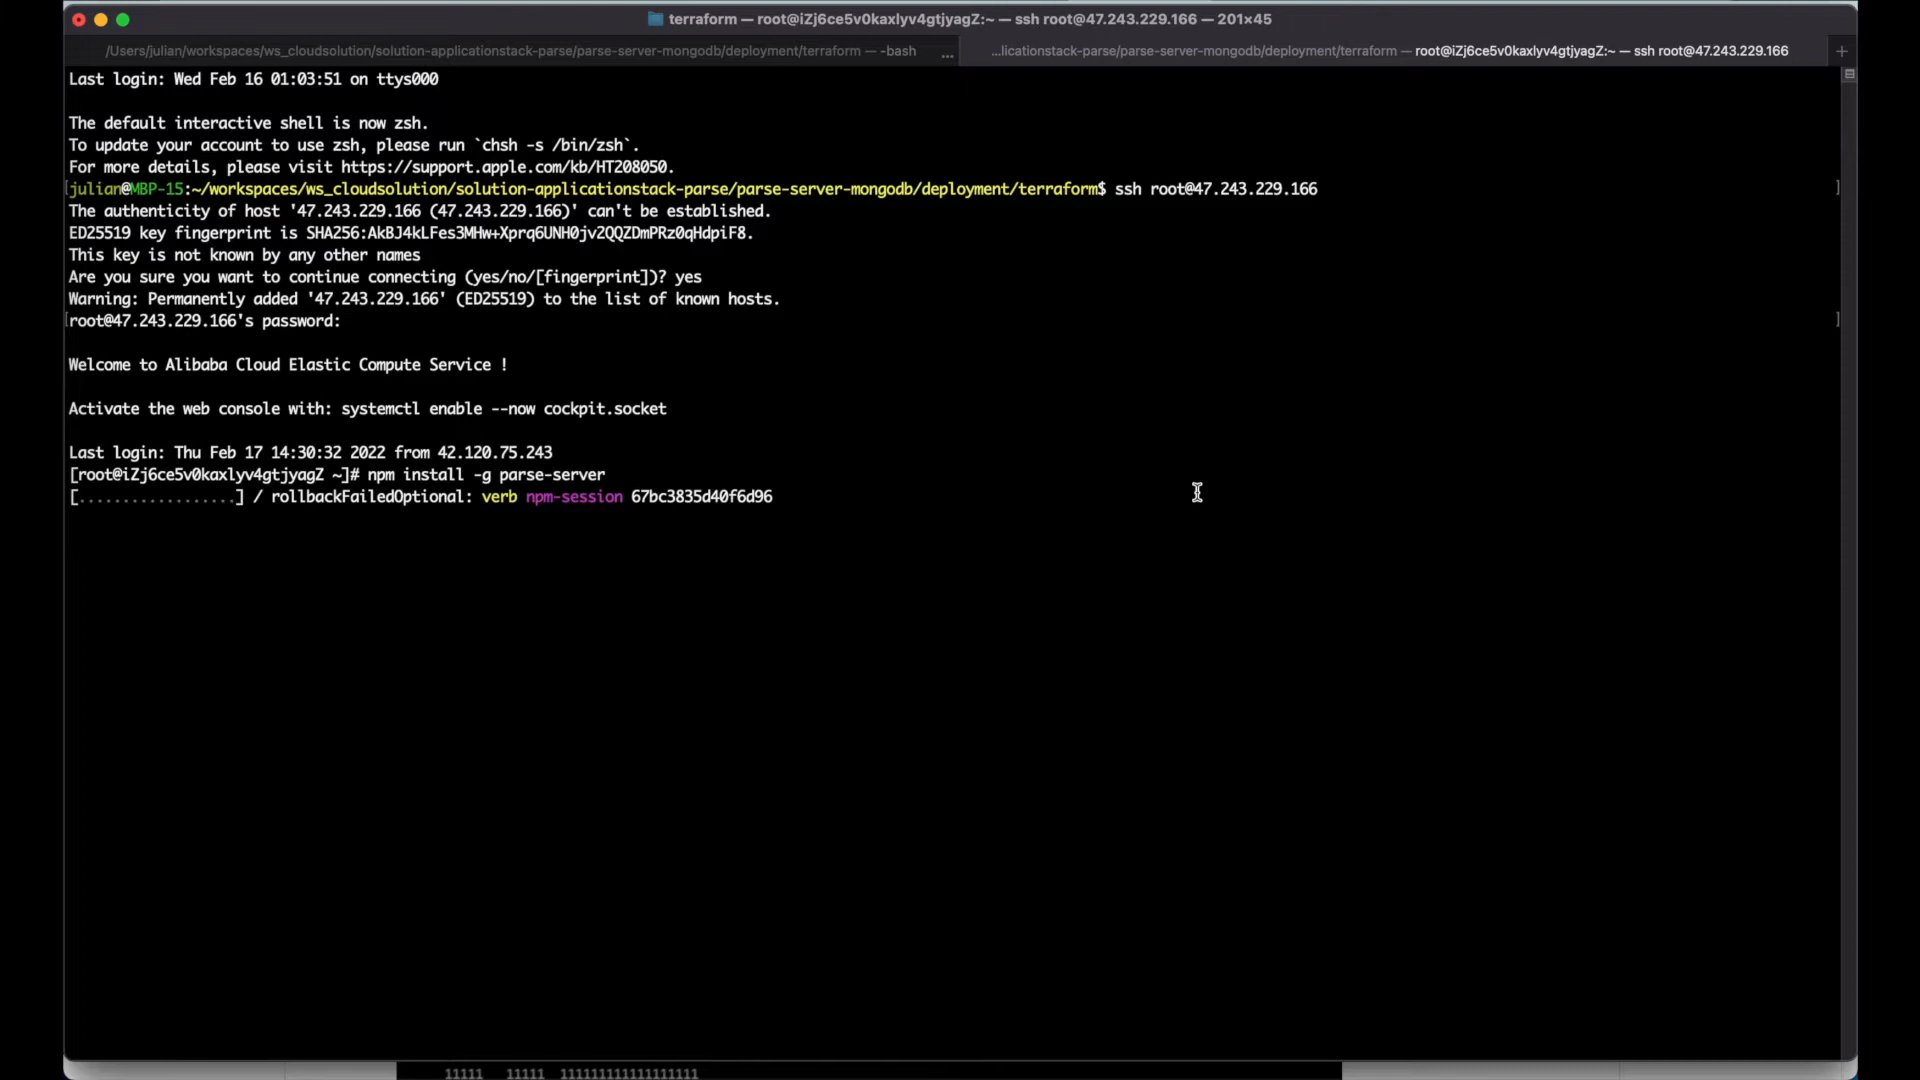 terraform — root@iZj6ce5v0kaxlyv4gtjyagZ:~ — ssh root@47.243.229.166 — 201×45
/Users/julian/workspaces/ws_cloudsolution/solution-applicationstack-parse/parse-server-mongodb/deployment/terraform — -bash ... ...licationstack-parse/parse-server-mongodb/deployment/terraform — root@iZj6ce5v0kaxlyv4gtjyagZ:~ — ssh root@47.243.229.166 +
Last login: Wed Feb 16 01:03:51 on ttys000
The default interactive shell is now zsh.
To update your account to use zsh, please run `chsh -s /bin/zsh`.
For more details, please visit https://support.apple.com/kb/HT208050.
[julian@MBP-15:~/workspaces/ws_cloudsolution/solution-applicationstack-parse/parse-server-mongodb/deployment/terraform$ ssh root@47.243.229.166 ]
The authenticity of host '47.243.229.166 (47.243.229.166)' can't be established.
ED25519 key fingerprint is SHA256:AkBJ4kLFes3MHw+Xprq6UNH0jv2QQZDmPRz0qHdpiF8.
This key is not known by any other names
Are you sure you want to continue connecting (yes/no/[fingerprint])? yes
Warning: Permanently added '47.243.229.166' (ED25519) to the list of known hosts.
[root@47.243.229.166's password: ]
Welcome to Alibaba Cloud Elastic Compute Service !
Activate the web console with: systemctl enable --now cockpit.socket
Last login: Thu Feb 17 14:30:32 2022 from 42.120.75.243
[root@iZj6ce5v0kaxlyv4gtjyagZ ~]# npm install -g parse-server
[..................] / rollbackFailedOptional: verb npm-session 67bc3835d40f6d96
11111 11111 1111111111111111